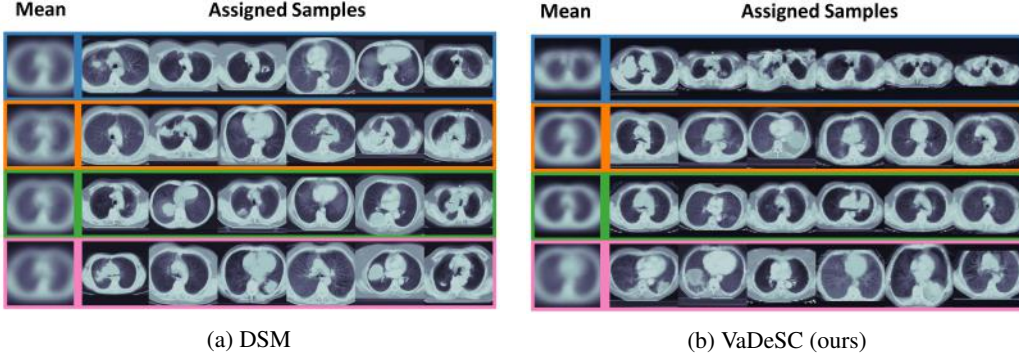 Mean Assigned Samples
Mean Assigned Samples
(a) DSM
(b) VaDeSC (ours)